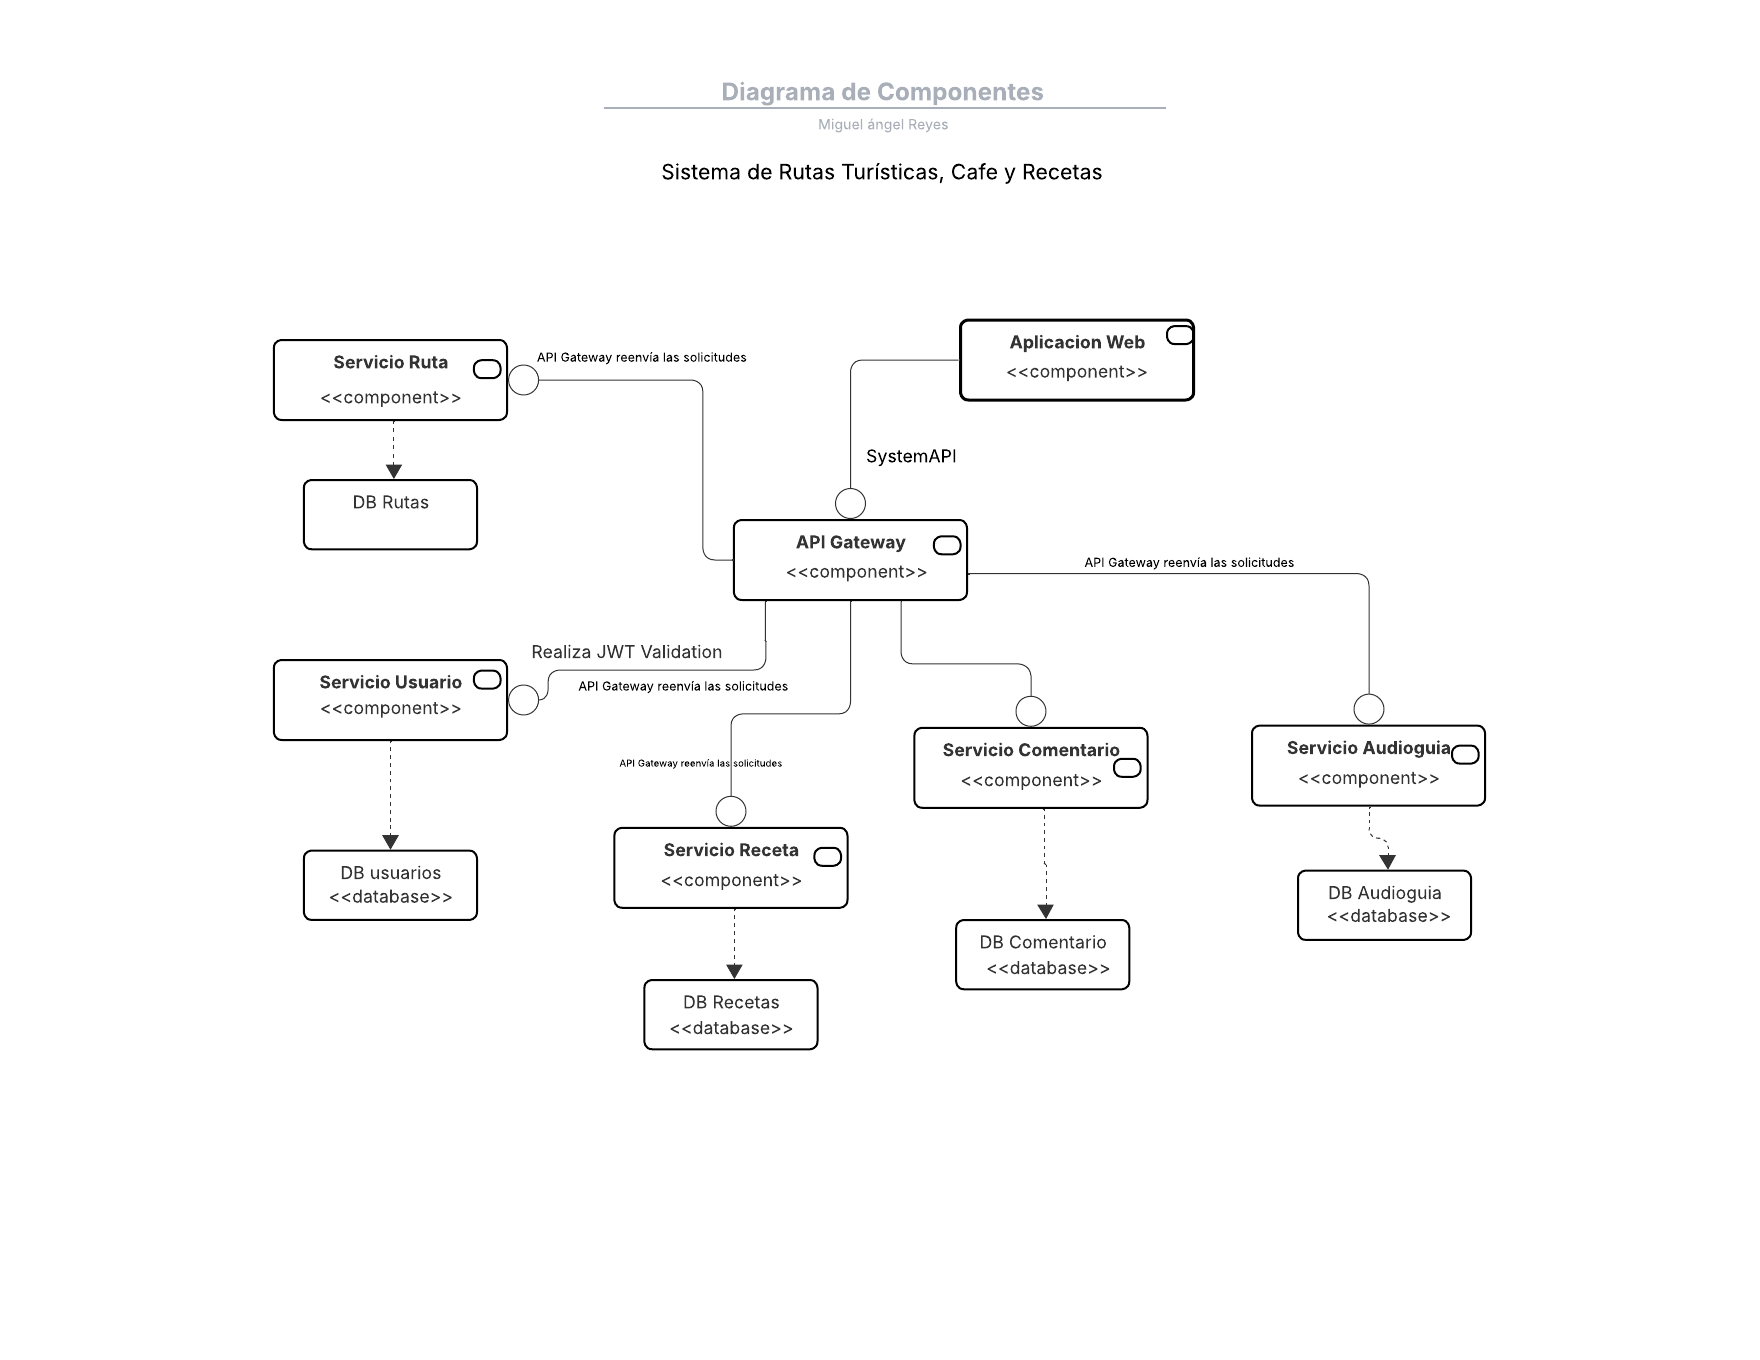 Diagrama de Componentes
Miguel ángel Reyes
Sistema de Rutas Turísticas, Cafe y Recetas
Aplicacion Web
<<component>>
Servicio Ruta
<<component>>
API Gateway reenvía las solicitudes
SystemAPI
DB Rutas
API Gateway
<<component>>
API Gateway reenvía las solicitudes
Realiza JWT Validation
API Gateway reenvía las solicitudes
Servicio Usuario
<<component>>
API Gateway reenvía las solicitudes
Servicio Comentario
<<component>>
Servicio Audioguia
<<component>>
Servicio Receta
<<component>>
DB usuarios
<<database>>
DB Audioguia
<<database>>
DB Comentario
<<database>>
DB Recetas
<<database>>